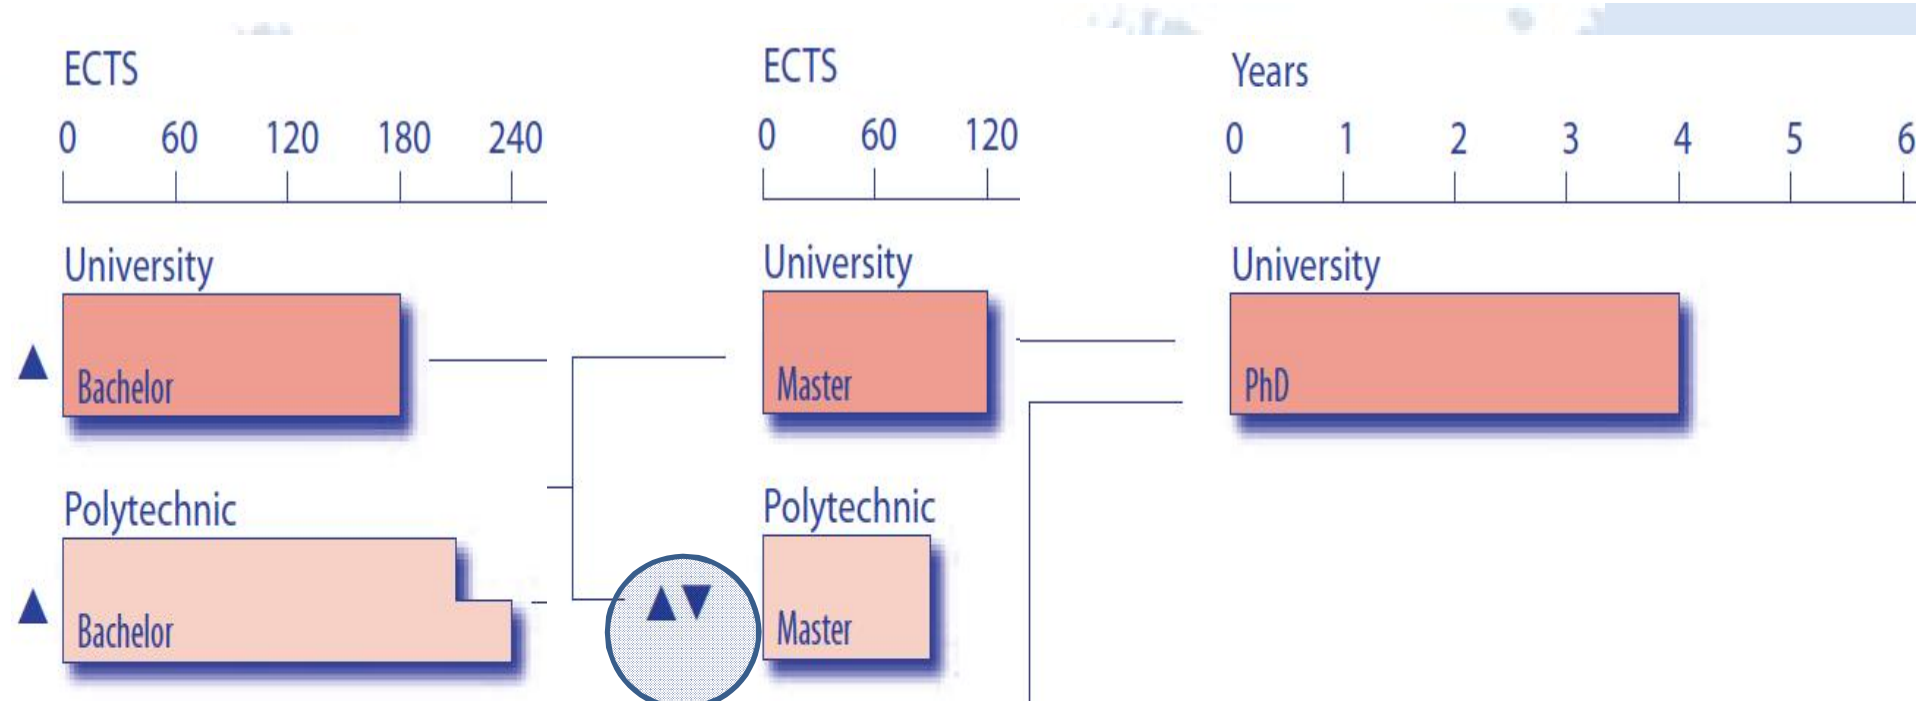 ECTS
0 60 120 180 240
University
Bachelor
Polytechnic
Bachelor
ECTS
0 60 120
University
Master
Polytechnic
Master
Years
0 1 2 3 4 5 6
University
PhD